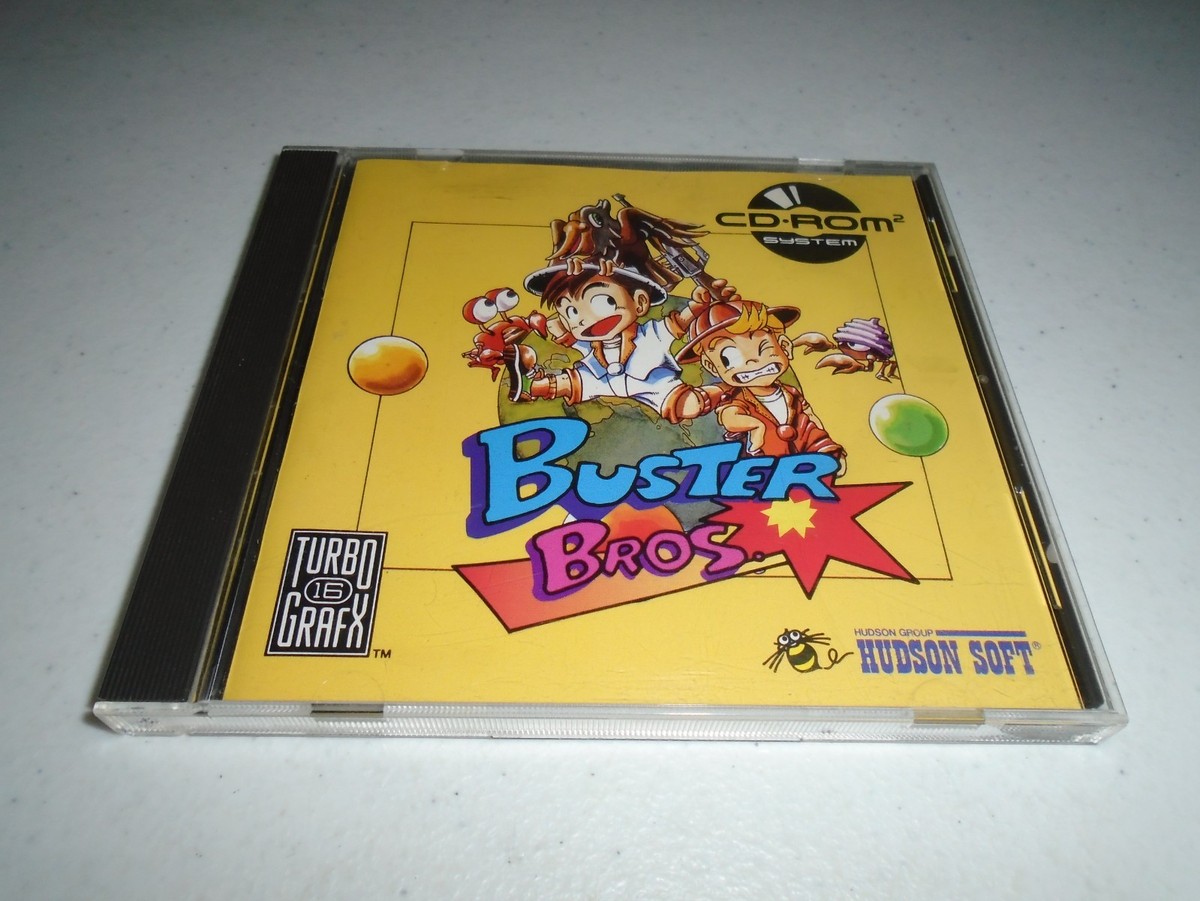 CD·ROM²
SYSTEM
BUSTER
BROS.
TURBO
16
GRAFX
TM
HUDSON GROUP
HUDSON SOFT®